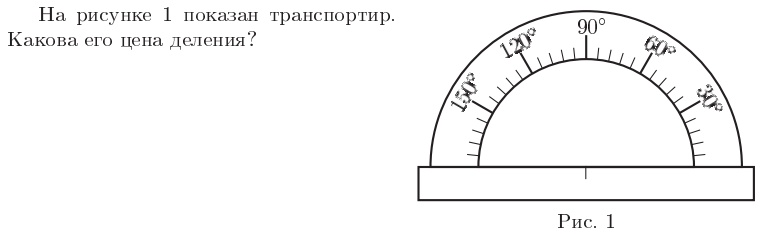 На рисунке 1 показан транспортир.
Какова его цена деления?
90°
120°
60°
150°
30°
Рис. 1